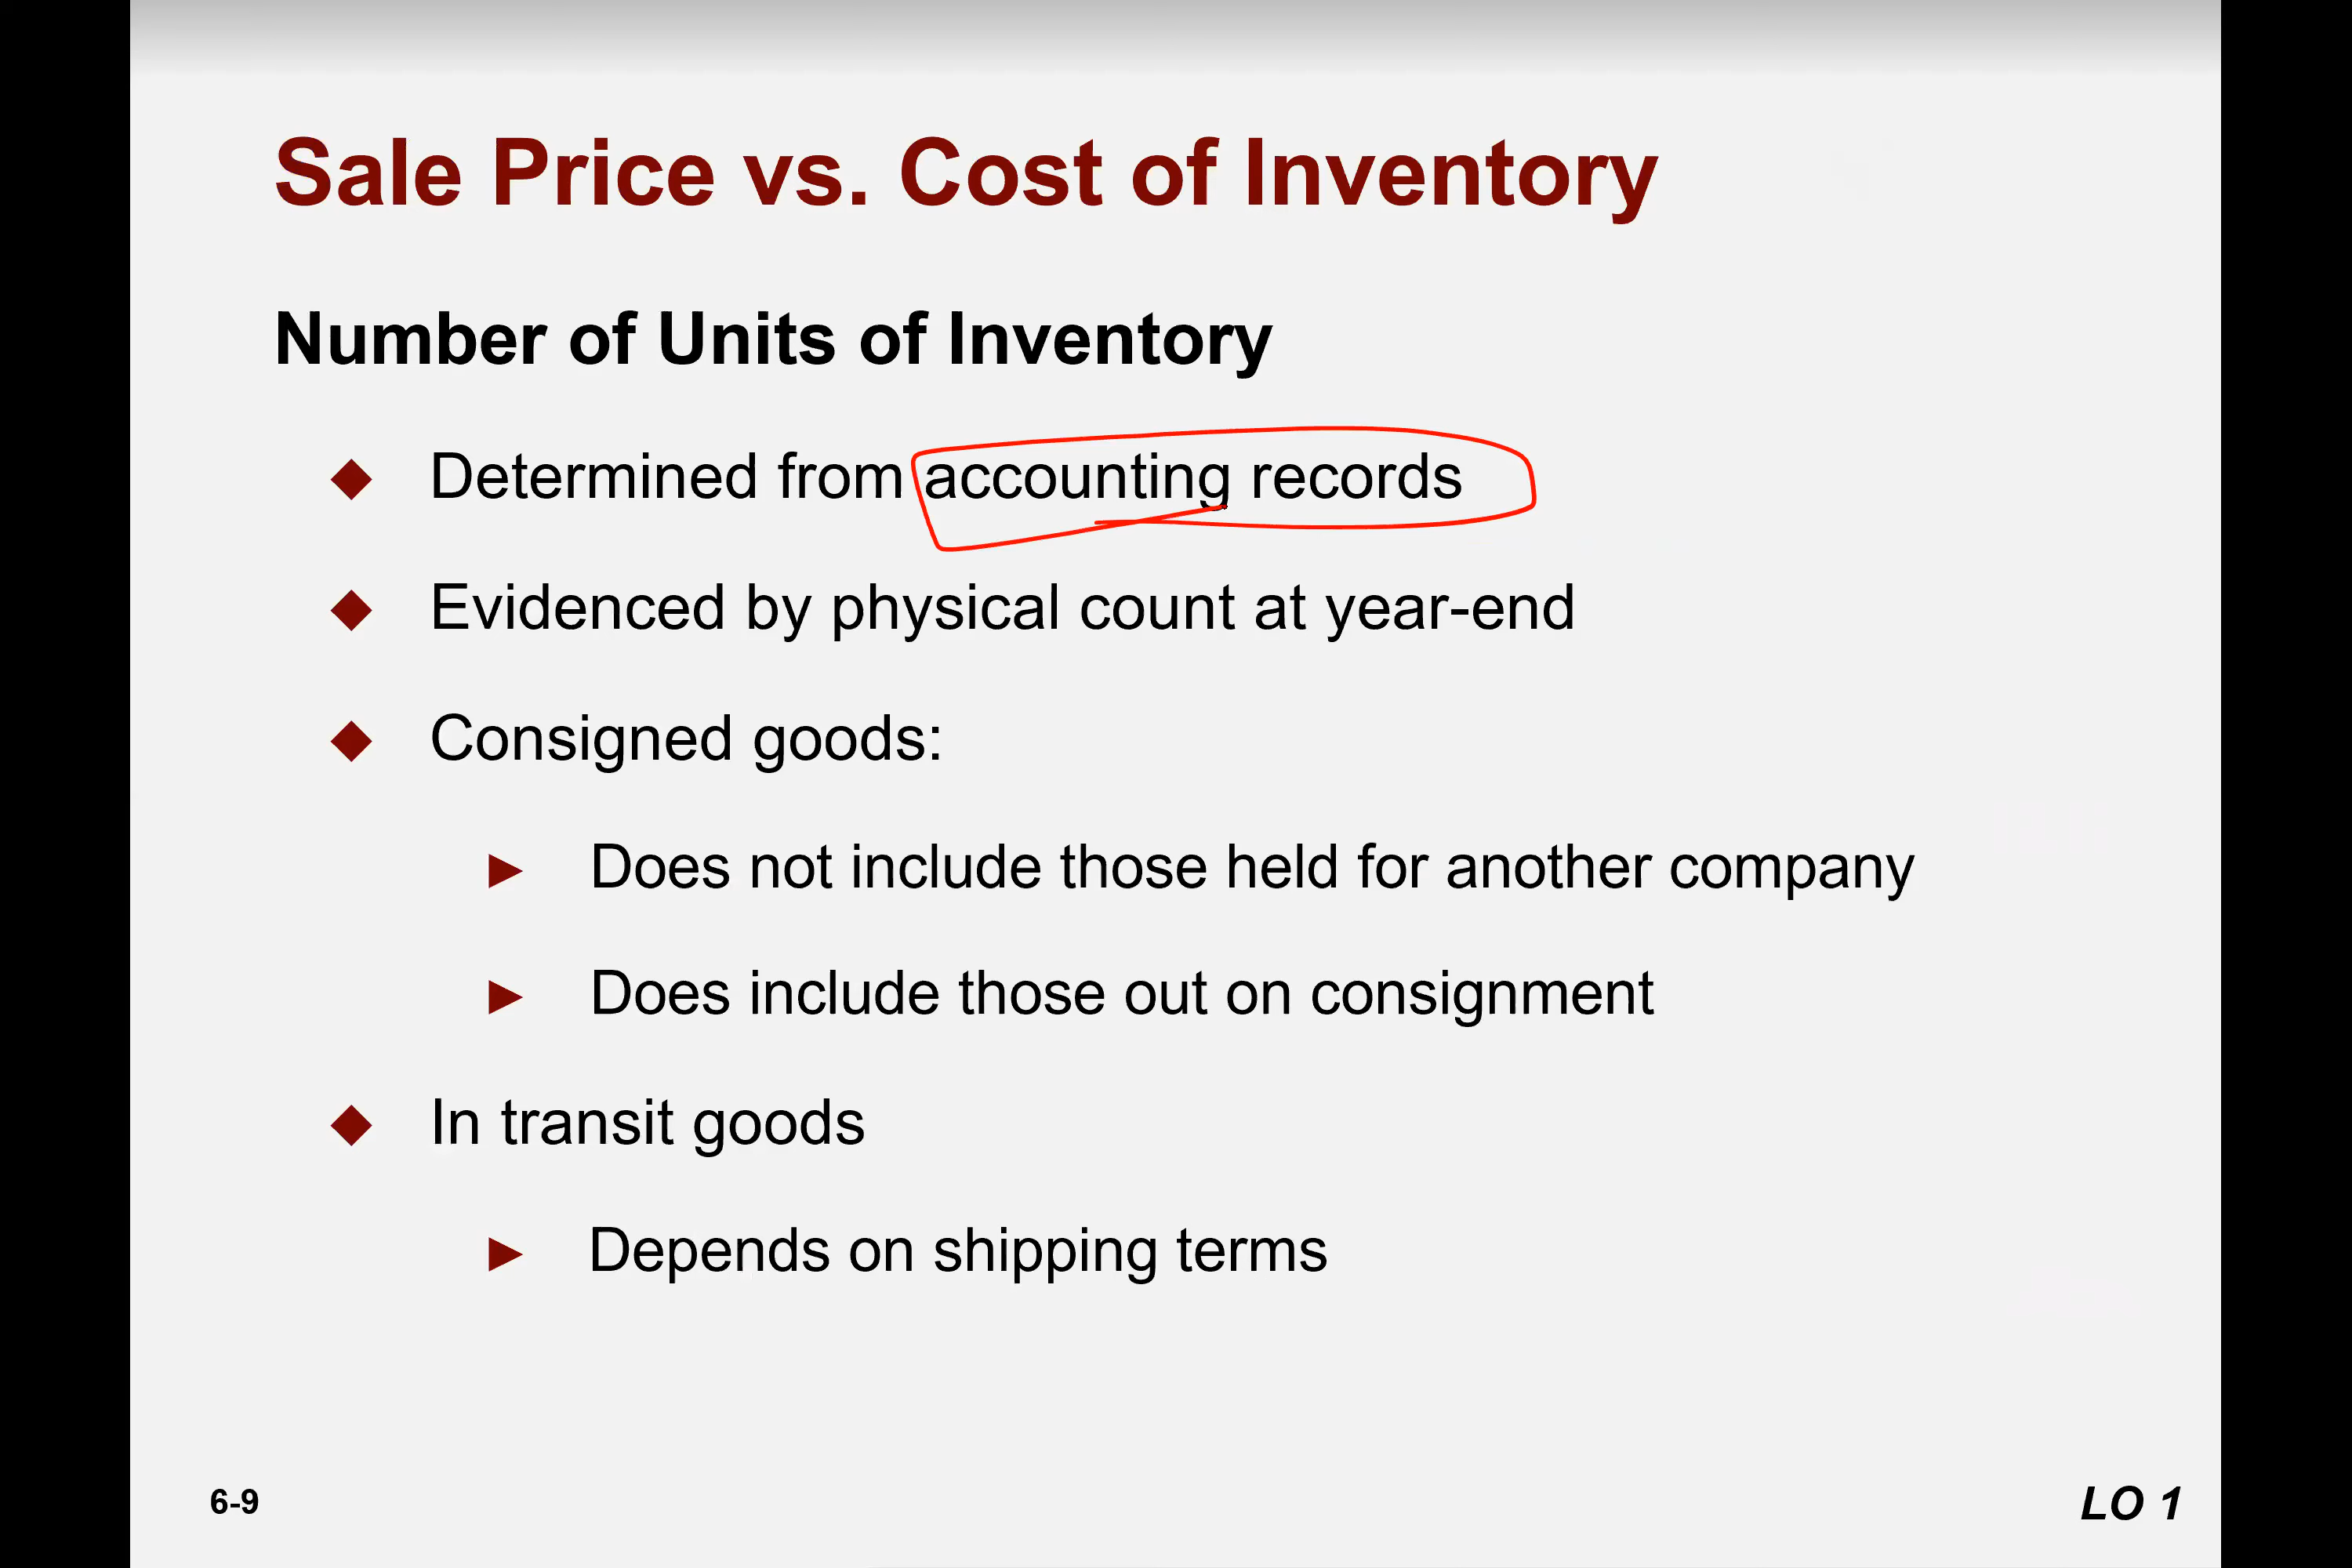 Sale Price vs. Cost of Inventory
Number of Units of Inventory
Determined from accounting records
Evidenced by physical count at year-end
Consigned goods:
Does not include those held for another company
Does include those out on consignment
In transit goods
Depends on shipping terms
6-9
LO 1